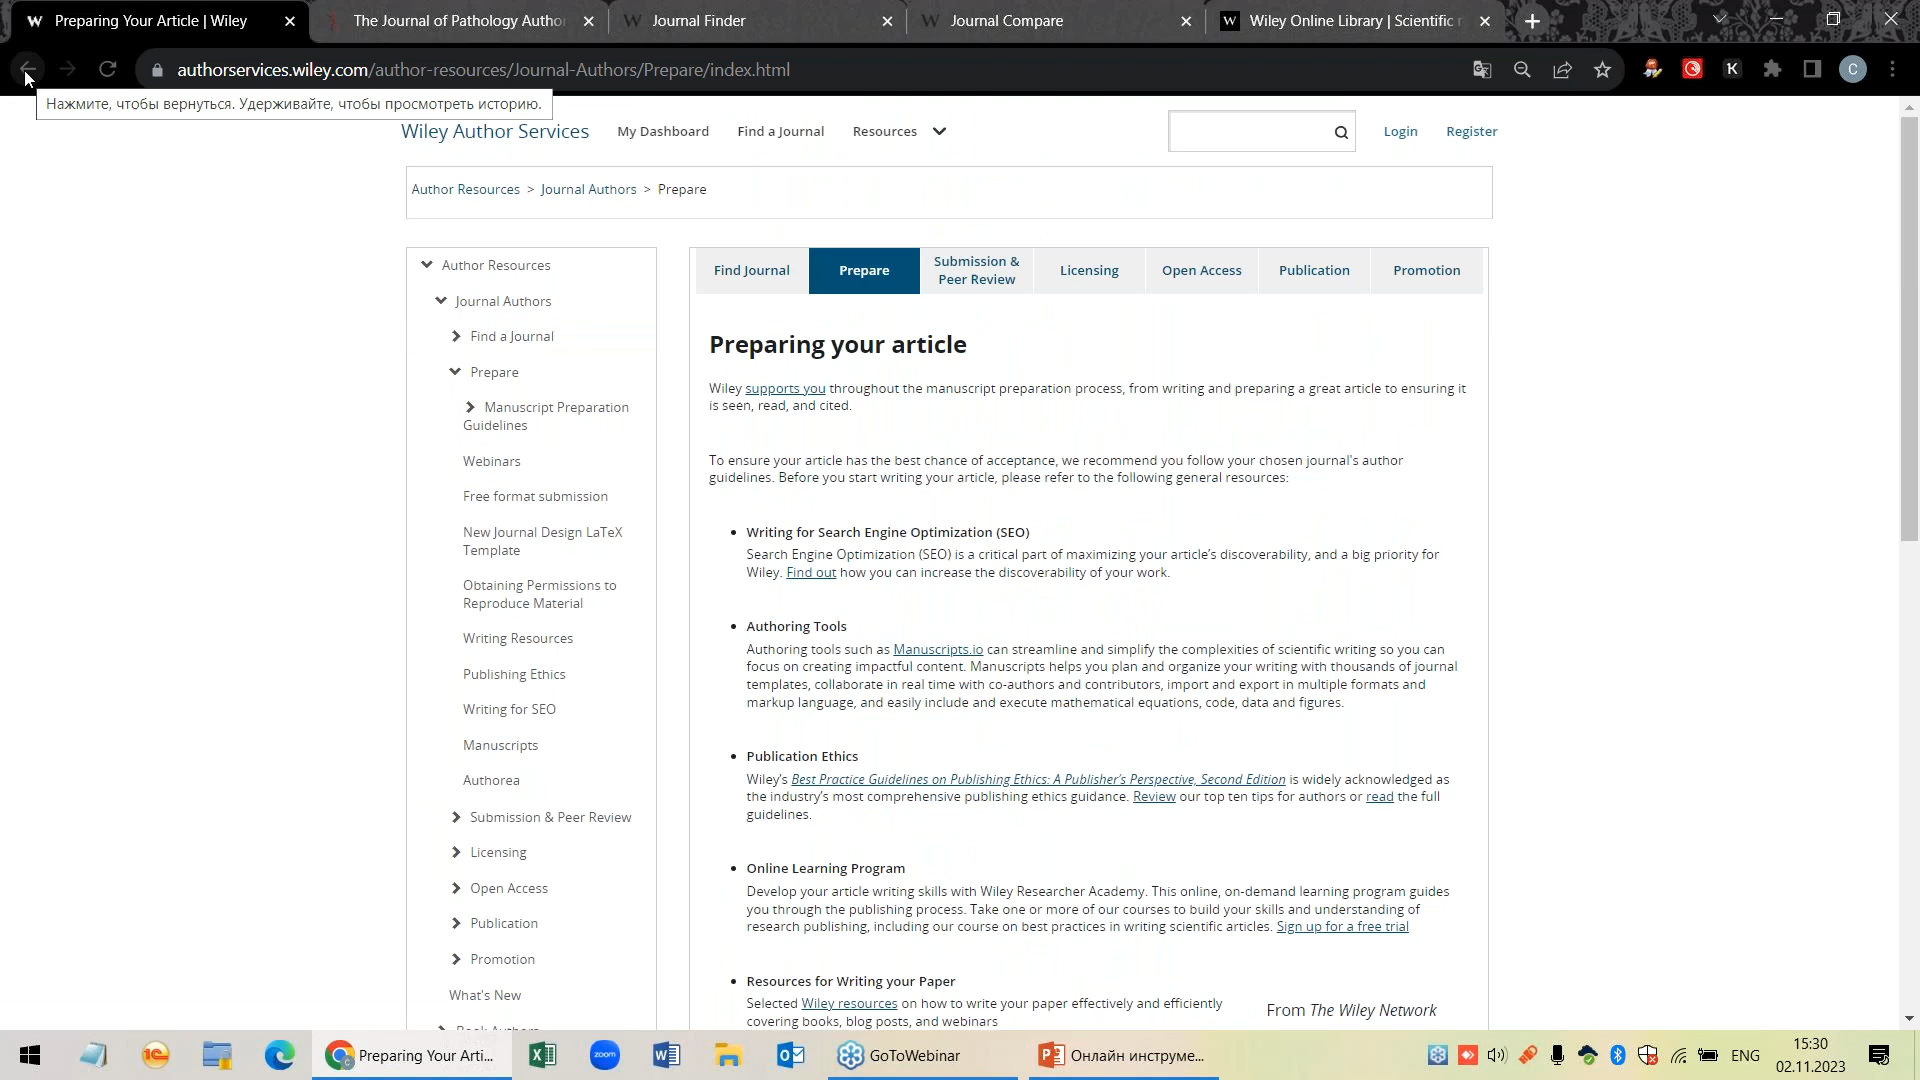 Preparing Your Article | Wiley
The Journal of Pathology Autho
Journal Finder
Journal Compare
Wiley Online Library | Scientific r
authorservices.wiley.com/author-resources/Journal-Authors/Prepare/index.html
Нажмите, чтобы вернуться. Удерживайте, чтобы просмотреть историю.
Wiley Author Services
My Dashboard
Find a Journal
Resources
Login
Register
Author Resources > Journal Authors > Prepare
Author Resources
Journal Authors
Find a Journal
Prepare
Manuscript Preparation
Guidelines
Webinars
Free format submission
New Journal Design LaTeX
Template
Obtaining Permissions to
Reproduce Material
Writing Resources
Publishing Ethics
Writing for SEO
Manuscripts
Authorea
Submission & Peer Review
Licensing
Open Access
Publication
Promotion
What's New
Book Authors
Find Journal
Prepare
Submission &
Peer Review
Licensing
Open Access
Publication
Promotion
Preparing your article
Wiley supports you throughout the manuscript preparation process, from writing and preparing a great article to ensuring it
is seen, read, and cited.
To ensure your article has the best chance of acceptance, we recommend you follow your chosen journal's author
guidelines. Before you start writing your article, please refer to the following general resources:
• Writing for Search Engine Optimization (SEO)
Search Engine Optimization (SEO) is a critical part of maximizing your article's discoverability, and a big priority for
Wiley. Find out how you can increase the discoverability of your work.
• Authoring Tools
Authoring tools such as Manuscripts.io can streamline and simplify the complexities of scientific writing so you can
focus on creating impactful content. Manuscripts helps you plan and organize your writing with thousands of journal
templates, collaborate in real time with co-authors and contributors, import and export in multiple formats and
markup language, and easily include and execute mathematical equations, code, data and figures.
• Publication Ethics
Wiley's Best Practice Guidelines on Publishing Ethics: A Publisher's Perspective, Second Edition is widely acknowledged as
the industry's most comprehensive publishing ethics guidance. Review our top ten tips for authors or read the full
guidelines.
• Online Learning Program
Develop your article writing skills with Wiley Researcher Academy. This online, on-demand learning program guides
you through the publishing process. Take one or more of our courses to build your skills and understanding of
research publishing, including our course on best practices in writing scientific articles. Sign up for a free trial
• Resources for Writing your Paper
Selected Wiley resources on how to write your paper effectively and efficiently
covering books, blog posts, and webinars
From The Wiley Network
Preparing Your Arti...
zoom
GoToWebinar
Онлайн инструме...
ENG
15:30
02.11.2023